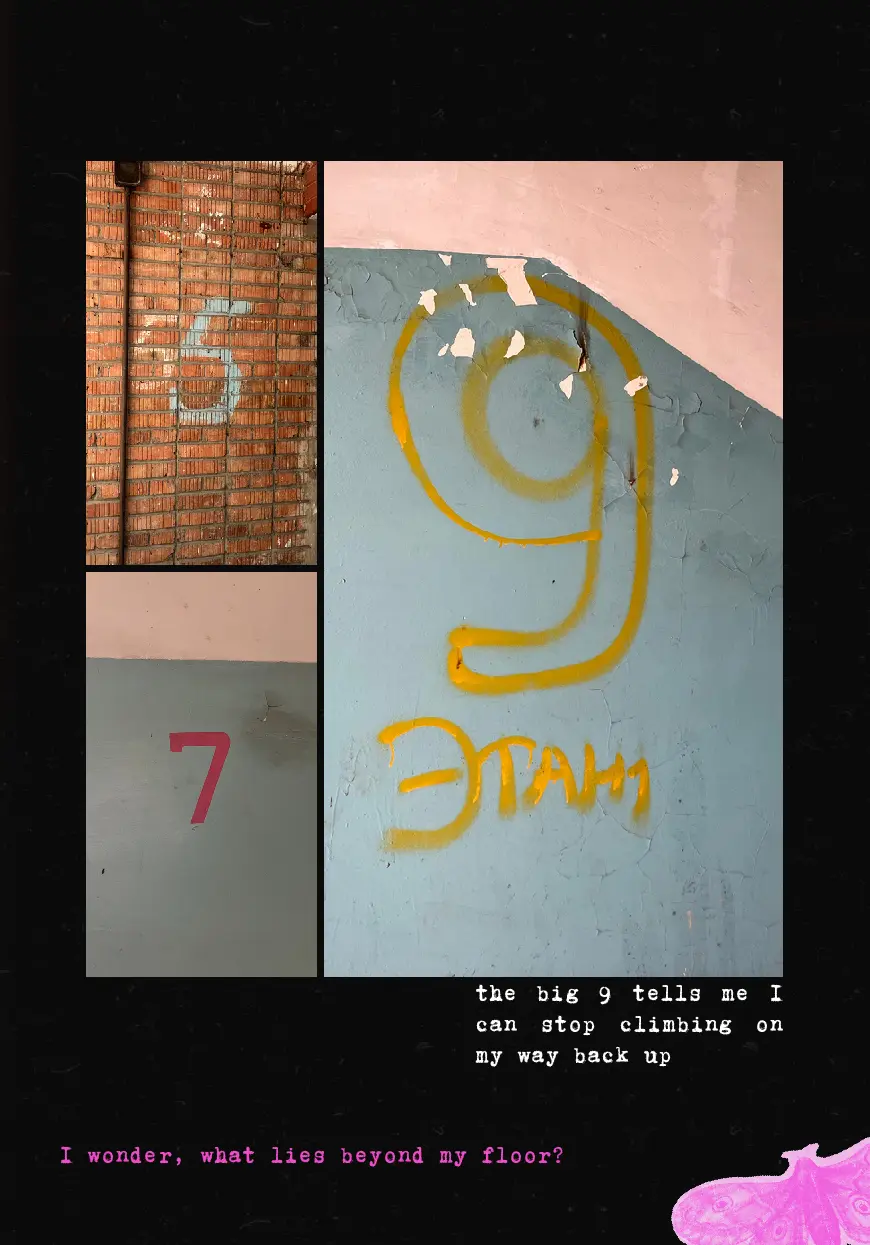 7
9
ЭТАЖ
the big 9 tells me I
can stop climbing on
my way back up
I wonder, what lies beyond my floor?